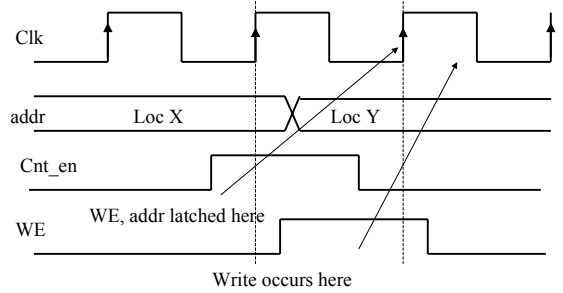 Clk
addr
Loc X
Loc Y
Cnt_en
WE, addr latched here
WE
Write occurs here